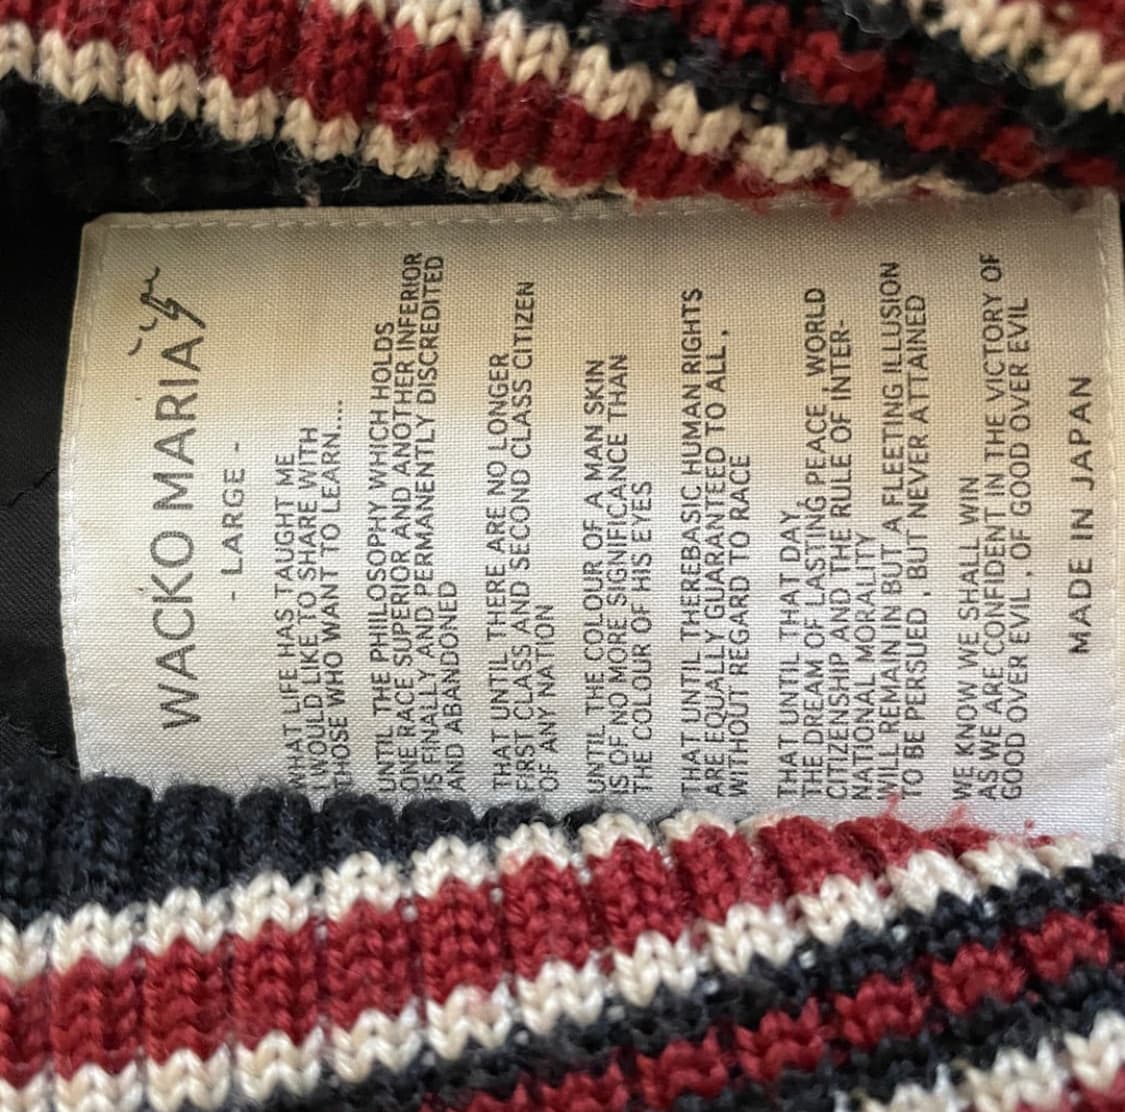 WACKO MARIA
- LARGE -
WHAT LIFE HAS TAUGHT ME
I WOULD LIKE TO SHARE WITH
THOSE WHO WANT TO LEARN...
UNTIL THE PHILOSOPHY WHICH HOLDS
ONE RACE SUPERIOR AND ANOTHER INFERIOR
IS FINALLY AND PERMANENTLY DISCREDITED
AND ABANDONED
THAT UNTIL THERE ARE NO LONGER
FIRST CLASS AND SECOND CLASS CITIZEN
OF ANY NATION
UNTIL THE COLOUR OF A MAN SKIN
IS OF NO MORE SIGNIFICANCE THAN
THE COLOUR OF HIS EYES
THAT UNTIL THEREBASIC HUMAN RIGHTS
ARE EQUALLY GUARANTEED TO ALL ,
WITHOUT REGARD TO RACE
THAT UNTIL THAT DAY
THE DREAM OF LASTING PEACE , WORLD
CITIZENSHIP AND THE RULE OF INTER-
NATIONAL MORALITY
WILL REMAIN IN BUT A FLEETING ILLUSION
TO BE PERSUED , BUT NEVER ATTAINED
WE KNOW WE SHALL WIN
AS WE ARE CONFIDENT IN THE VICTORY OF
GOOD OVER EVIL , OF GOOD OVER EVIL
MADE IN JAPAN